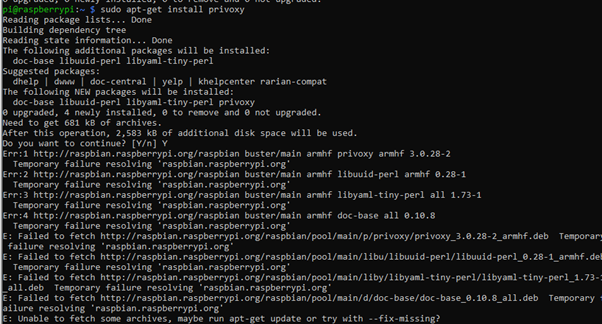 0 upgraded, 0 newly installed, 0 to remove and 0 not upgraded.
pi@raspberrypi:~ $ sudo apt-get install privoxy
Reading package lists... Done
Building dependency tree
Reading state information... Done
The following additional packages will be installed:
  doc-base libuuid-perl libyaml-tiny-perl
Suggested packages:
  dhelp | dwww | doc-central | yelp | khelpcenter rarian-compat
The following NEW packages will be installed:
  doc-base libuuid-perl libyaml-tiny-perl privoxy
0 upgraded, 4 newly installed, 0 to remove and 0 not upgraded.
Need to get 681 kB of archives.
After this operation, 2,583 kB of additional disk space will be used.
Do you want to continue? [Y/n] Y
Err:1 http://raspbian.raspberrypi.org/raspbian buster/main armhf privoxy armhf 3.0.28-2
  Temporary failure resolving 'raspbian.raspberrypi.org'
Err:2 http://raspbian.raspberrypi.org/raspbian buster/main armhf libuuid-perl armhf 0.28-1
  Temporary failure resolving 'raspbian.raspberrypi.org'
Err:3 http://raspbian.raspberrypi.org/raspbian buster/main armhf libyaml-tiny-perl all 1.73-1
  Temporary failure resolving 'raspbian.raspberrypi.org'
Err:4 http://raspbian.raspberrypi.org/raspbian buster/main armhf doc-base all 0.10.8
  Temporary failure resolving 'raspbian.raspberrypi.org'
E: Failed to fetch http://raspbian.raspberrypi.org/raspbian/pool/main/p/privoxy/privoxy_3.0.28-2_armhf.deb  Temporary
 failure resolving 'raspbian.raspberrypi.org'
E: Failed to fetch http://raspbian.raspberrypi.org/raspbian/pool/main/libu/libuuid-perl/libuuid-perl_0.28-1_armhf.deb
  Temporary failure resolving 'raspbian.raspberrypi.org'
E: Failed to fetch http://raspbian.raspberrypi.org/raspbian/pool/main/liby/libyaml-tiny-perl/libyaml-tiny-perl_1.73-1
_all.deb  Temporary failure resolving 'raspbian.raspberrypi.org'
E: Failed to fetch http://raspbian.raspberrypi.org/raspbian/pool/main/d/doc-base/doc-base_0.10.8_all.deb  Temporary f
ailure resolving 'raspbian.raspberrypi.org'
E: Unable to fetch some archives, maybe run apt-get update or try with --fix-missing?